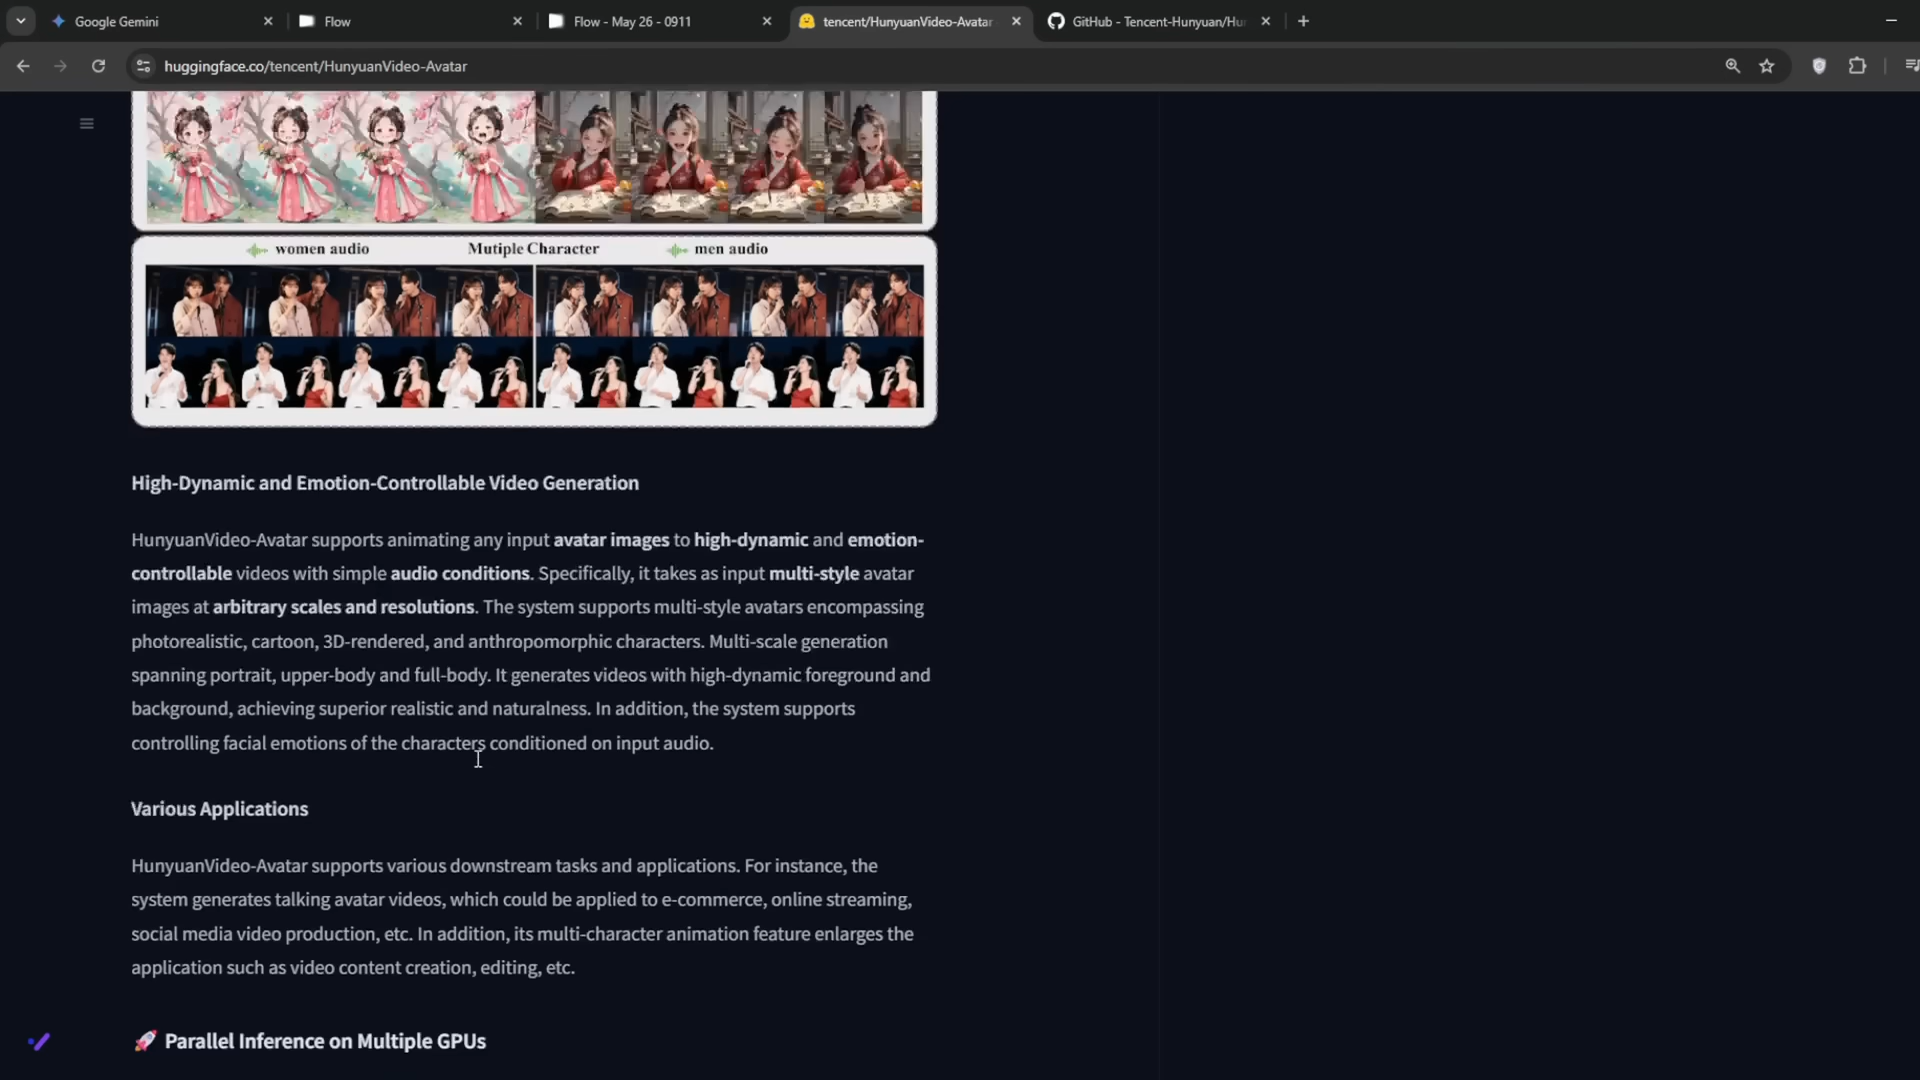 Google Gemini
Flow
Flow - May 26 - 0911
tencent/HunyuanVideo-Avatar
GitHub - Tencent-Hunyuan/Hun
huggingface.co/tencent/HunyuanVideo-Avatar
women audio
Mutiple Character
men audio
High-Dynamic and Emotion-Controllable Video Generation
HunyuanVideo-Avatar supports animating any input avatar images to high-dynamic and emotion-
controllable videos with simple audio conditions. Specifically, it takes as input multi-style avatar
images at arbitrary scales and resolutions. The system supports multi-style avatars encompassing
photorealistic, cartoon, 3D-rendered, and anthropomorphic characters. Multi-scale generation
spanning portrait, upper-body and full-body. It generates videos with high-dynamic foreground and
background, achieving superior realistic and naturalness. In addition, the system supports
controlling facial emotions of the characters conditioned on input audio.
Various Applications
HunyuanVideo-Avatar supports various downstream tasks and applications. For instance, the
system generates talking avatar videos, which could be applied to e-commerce, online streaming,
social media video production, etc. In addition, its multi-character animation feature enlarges the
application such as video content creation, editing, etc.
🚀 Parallel Inference on Multiple GPUs